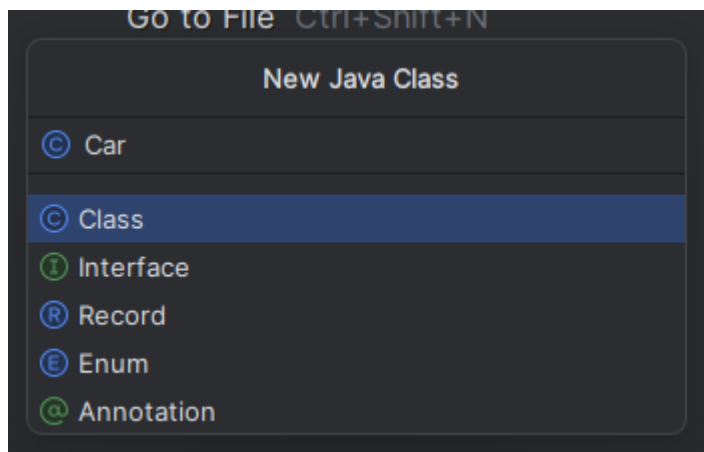 Go to File Ctrl+Shift+N
New Java Class
C Car
C Class
I Interface
R Record
E Enum
@ Annotation